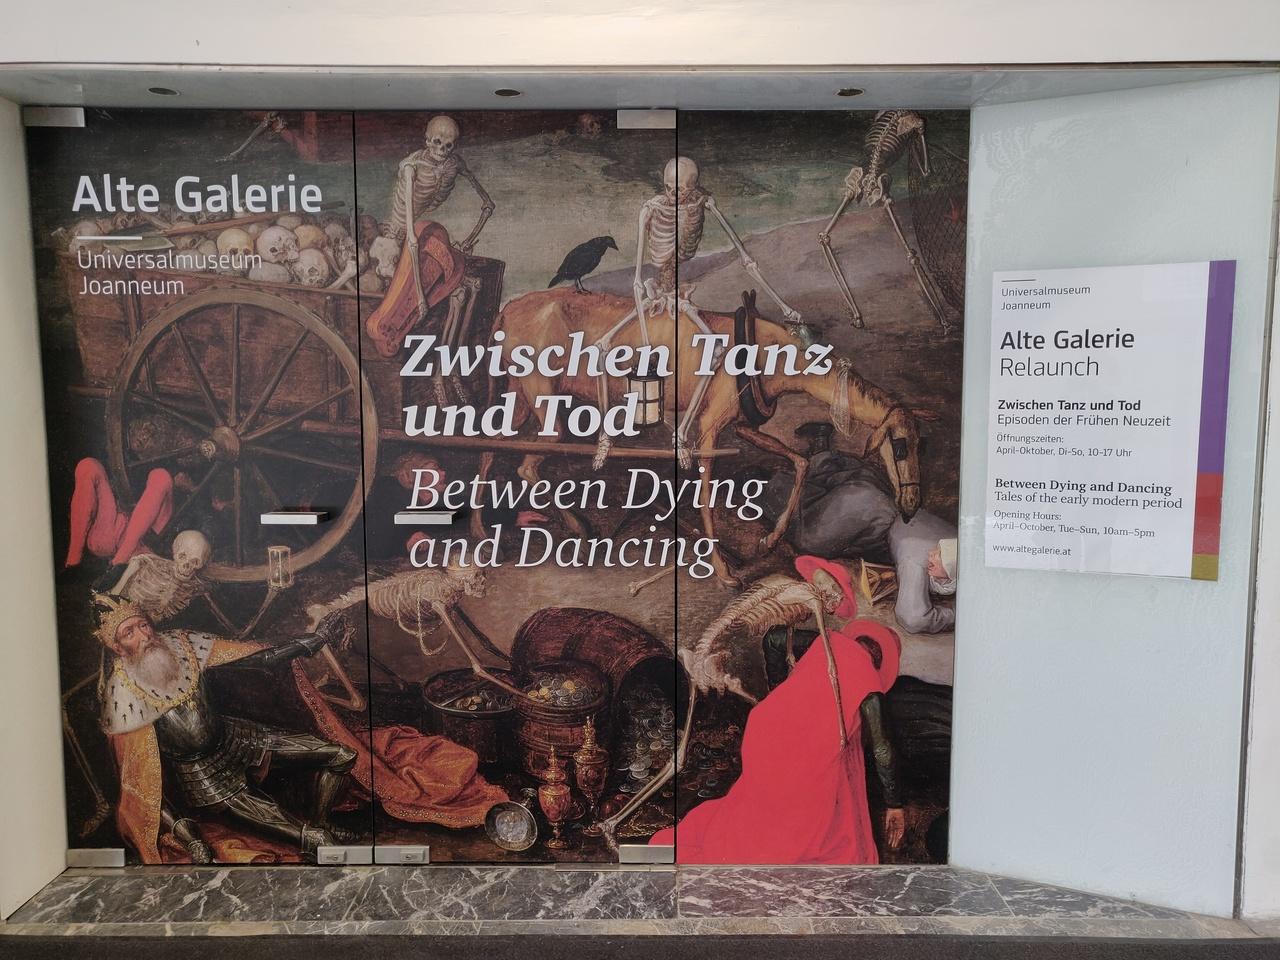 Alte Galerie
Universalmuseum
Joanneum
Zwischen Tanz
und Tod
Between Dying
and Dancing
Universalmuseum
Joanneum
Alte Galerie
Relaunch
Zwischen Tanz und Tod
Episoden der Frühen Neuzeit
Öffnungszeiten:
April–Oktober, Di–So, 10–17 Uhr
Between Dying and Dancing
Tales of the early modern period
Opening Hours:
April–October, Tue–Sun, 10am–5pm
www.altegalerie.at